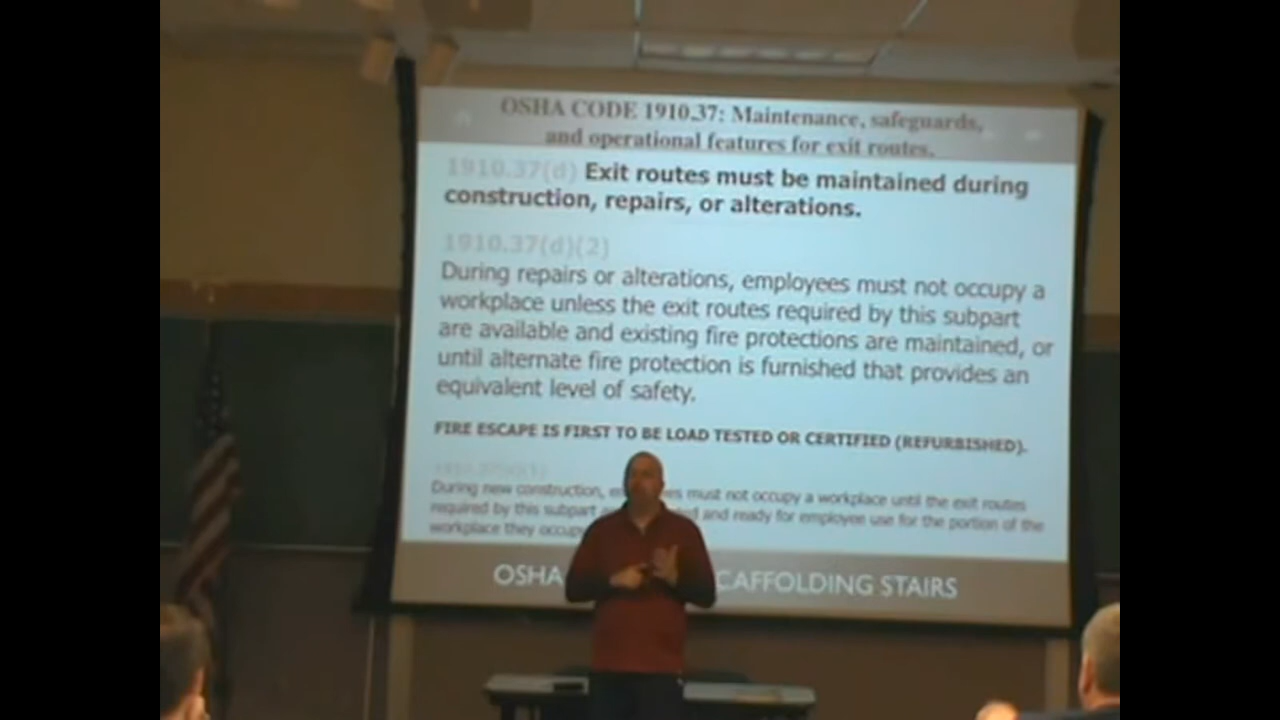 OSHA CODE 1910.37: Maintenance, safeguards,
and operational features for exit routes.
1910.37(d) Exit routes must be maintained during
construction, repairs, or alterations.
1910.37(d)(2)
During repairs or alterations, employees must not occupy a
workplace unless the exit routes required by this subpart
are available and existing fire protections are maintained, or
until alternate fire protection is furnished that provides an
equivalent level of safety.
FIRE ESCAPE IS FIRST TO BE LOAD TESTED OR CERTIFIED (REFURBISHED).
During new construction, es must not occupy a workplace until the exit routes
required by this subpart and ready for employee use for the portion of the
workplace they occupy
OSHA CAFFOLDING STAIRS